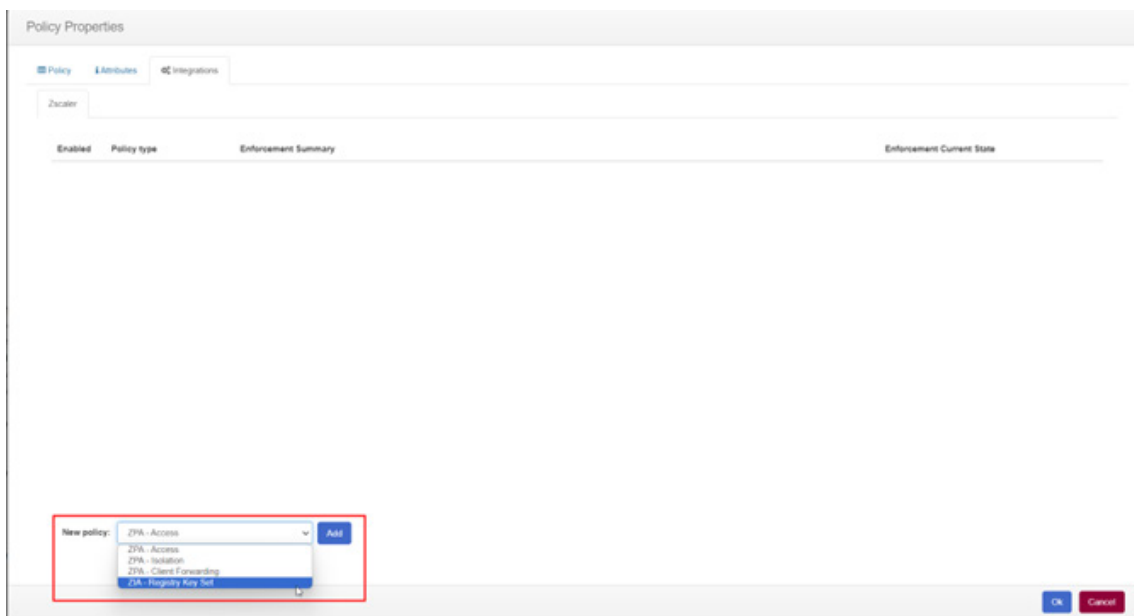 Policy Properties
Policy Attributes Integrations
Zscaler
Enabled Policy type Enforcement Summary Enforcement Current State
New policy: ZPA - Access Add
ZPA - Access
ZPA - Isolation
ZPA - Client Forwarding
ZIA - Registry Key Set
Ok Cancel